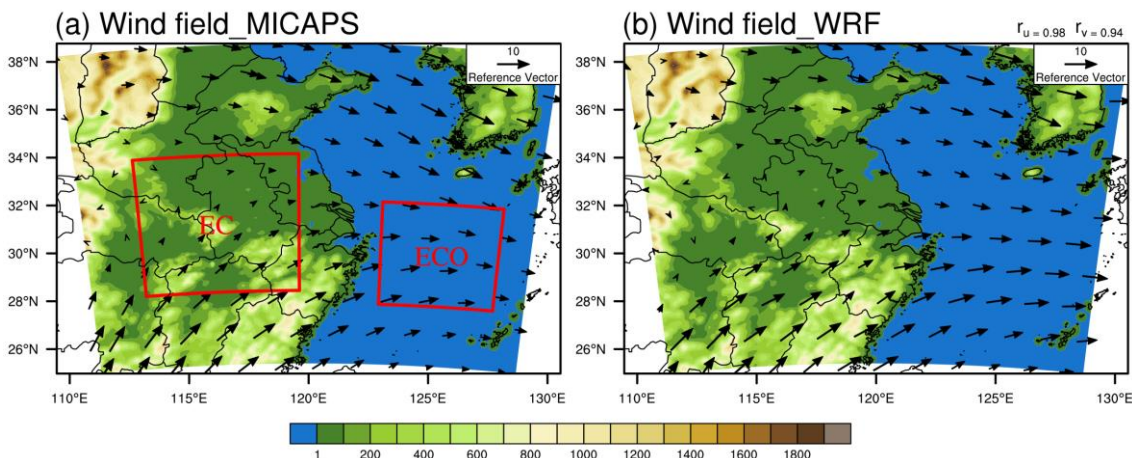 (a) Wind field_MICAPS
(b) Wind field_WRF
r_u = 0.98 r_v = 0.94
10
Reference Vector
10
Reference Vector
38°N
36°N
34°N
32°N
30°N
28°N
26°N
EC
ECO
38°N
36°N
34°N
32°N
30°N
28°N
26°N
110°E 115°E 120°E 125°E 130°E
110°E 115°E 120°E 125°E 130°E
1 200 400 600 800 1000 1200 1400 1600 1800